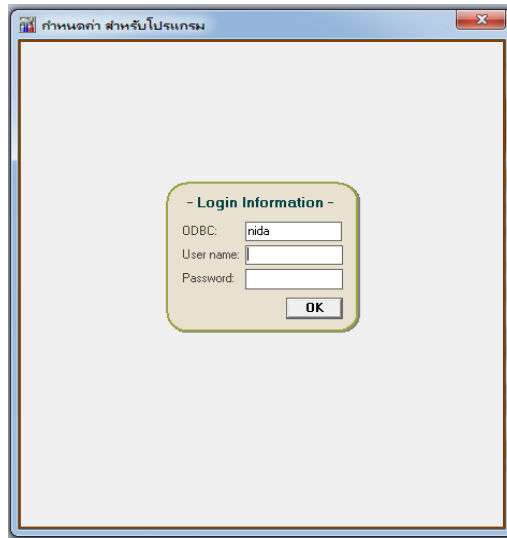 กำหนดค่า สำหรับโปรแกรม
- Login Information -
ODBC: nida
User name:
Password:
OK